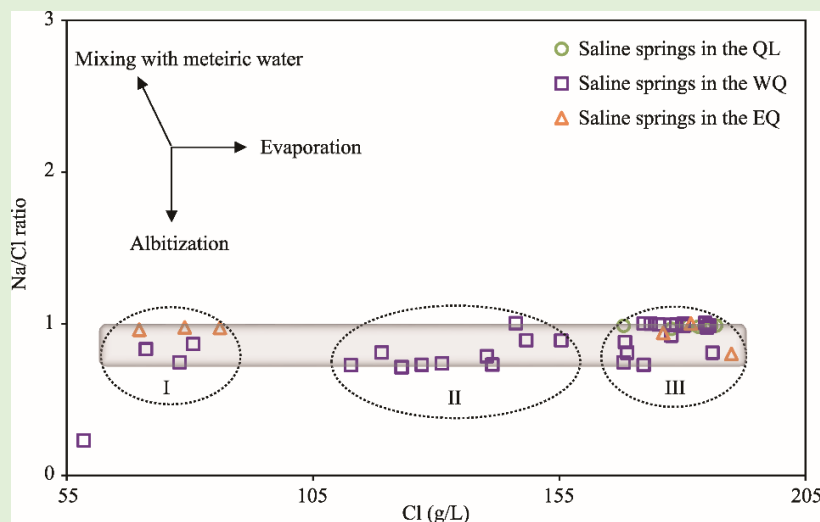 3
Mixing with meteiric water
Saline springs in the QL
Saline springs in the WQ
Saline springs in the EQ
Evaporation
2
Albitization
Na/Cl ratio
1
I
II
III
0
55
105
155
205
Cl (g/L)